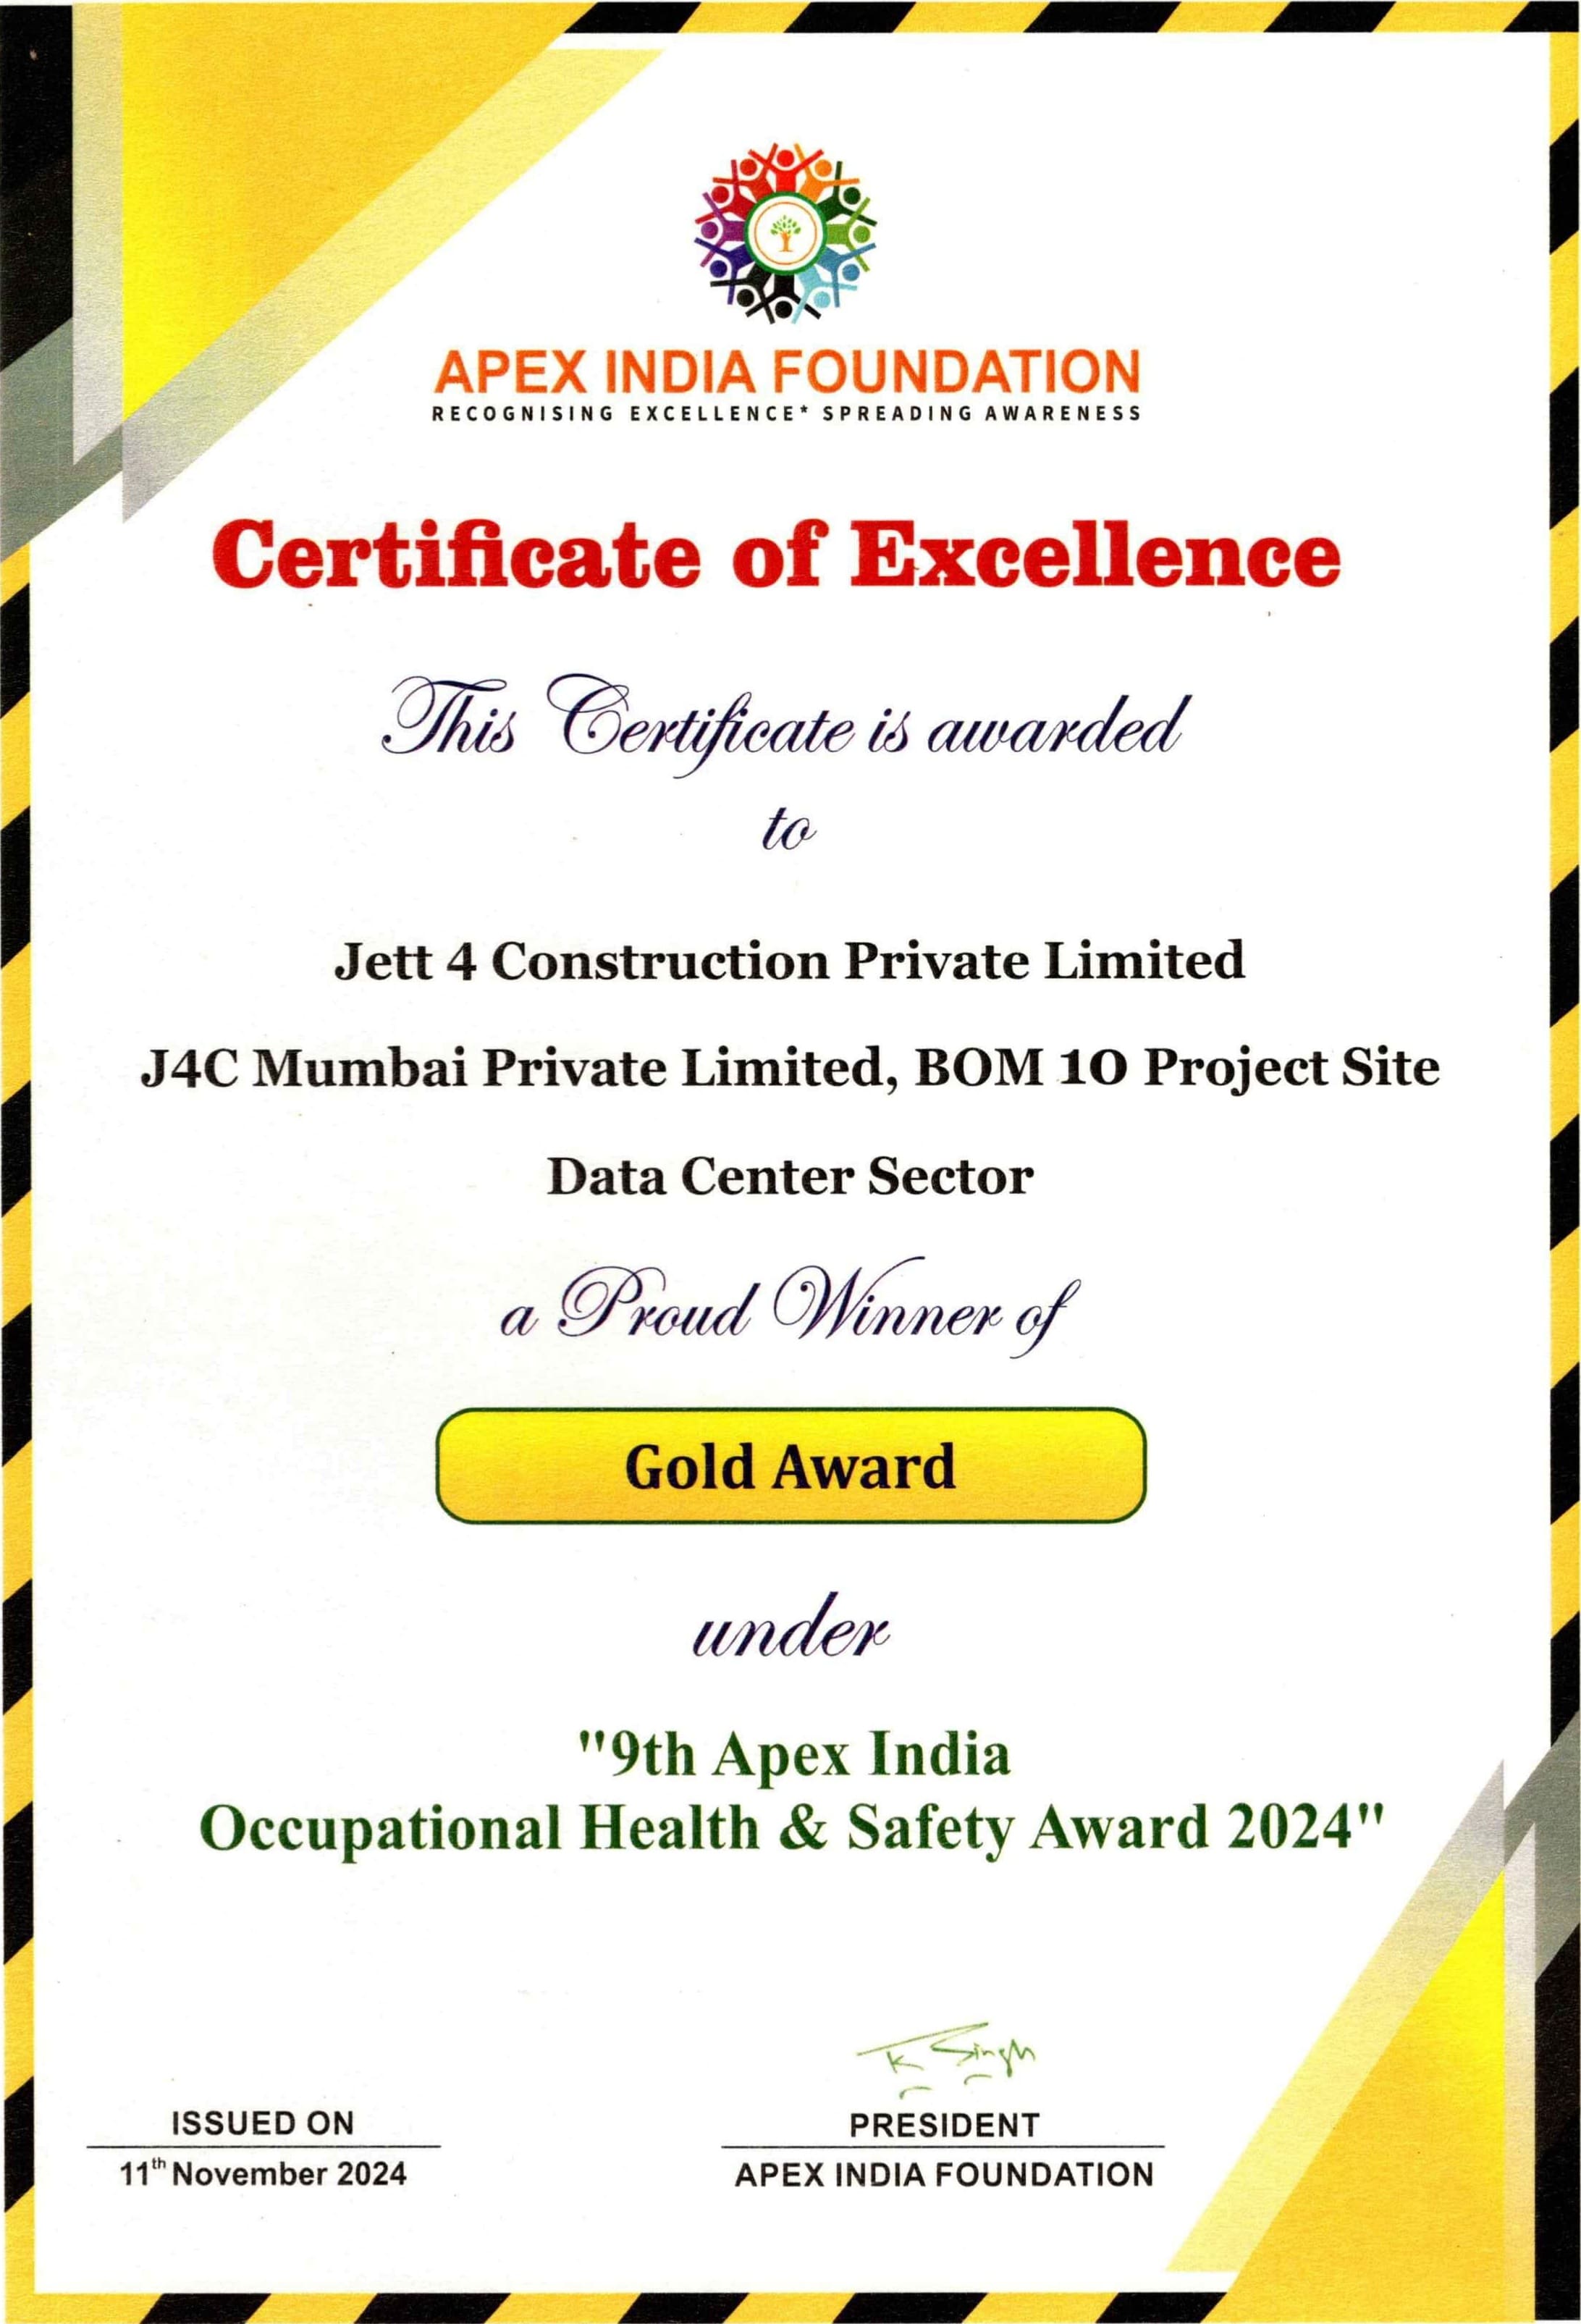 APEX INDIA FOUNDATION
RECOGNISING EXCELLENCE* SPREADING AWARENESS
Certificate of Excellence
This Certificate is awarded
to
Jett 4 Construction Private Limited
J4C Mumbai Private Limited, BOM 10 Project Site
Data Center Sector
a Proud Winner of
Gold Award
under
"9th Apex India
Occupational Health & Safety Award 2024"
K Singh
ISSUED ON
11th November 2024
PRESIDENT
APEX INDIA FOUNDATION